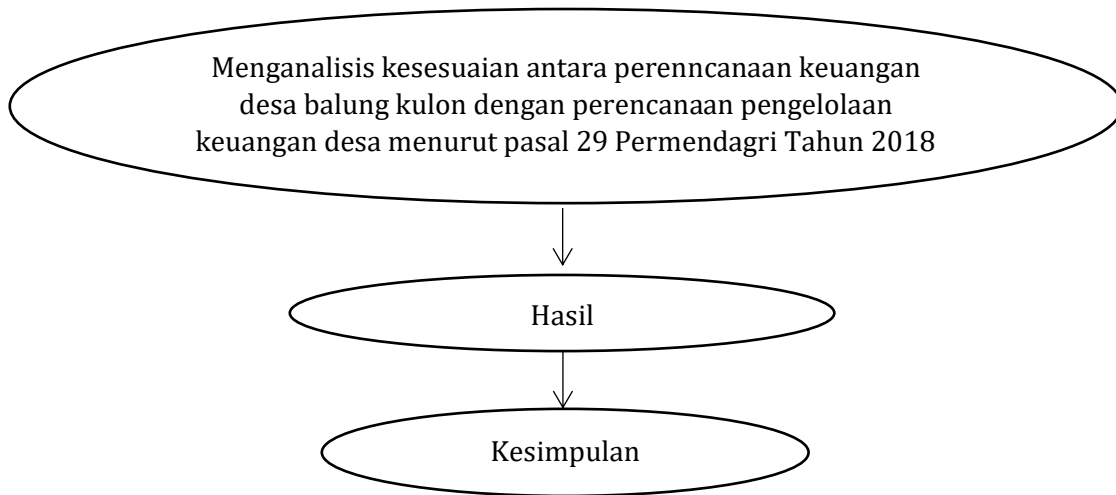 Menganalisis kesesuaian antara perenncanaan keuangan
desa balung kulon dengan perencanaan pengelolaan
keuangan desa menurut pasal 29 Permendagri Tahun 2018
Hasil
Kesimpulan